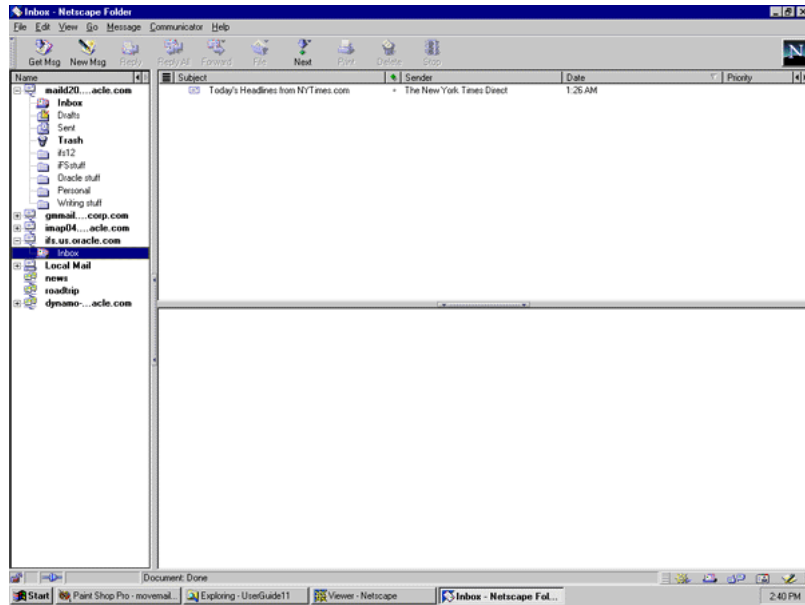 Inbox - Netscape Folder
File Edit View Go Message Communicator Help
Get Msg New Msg Reply Reply All Forward File Next Print Delete Stop
N
Name Subject Sender Date Priority
maild20....acle.com Today's Headlines from NYTimes.com The New York Times Direct 1:26 AM
Inbox
Drafts
Sent
Trash
ifs12
iFSstuff
Oracle stuff
Personal
Writing stuff
gmmail....corp.com
imap04....acle.com
ifs.us.oracle.com
Inbox
Local Mail
news
roadtrip
dynamo-...acle.com
Document: Done
Start Paint Shop Pro - movemail... Exploring - UserGuide11 Viewer - Netscape Inbox - Netscape Fol... 2:40 PM